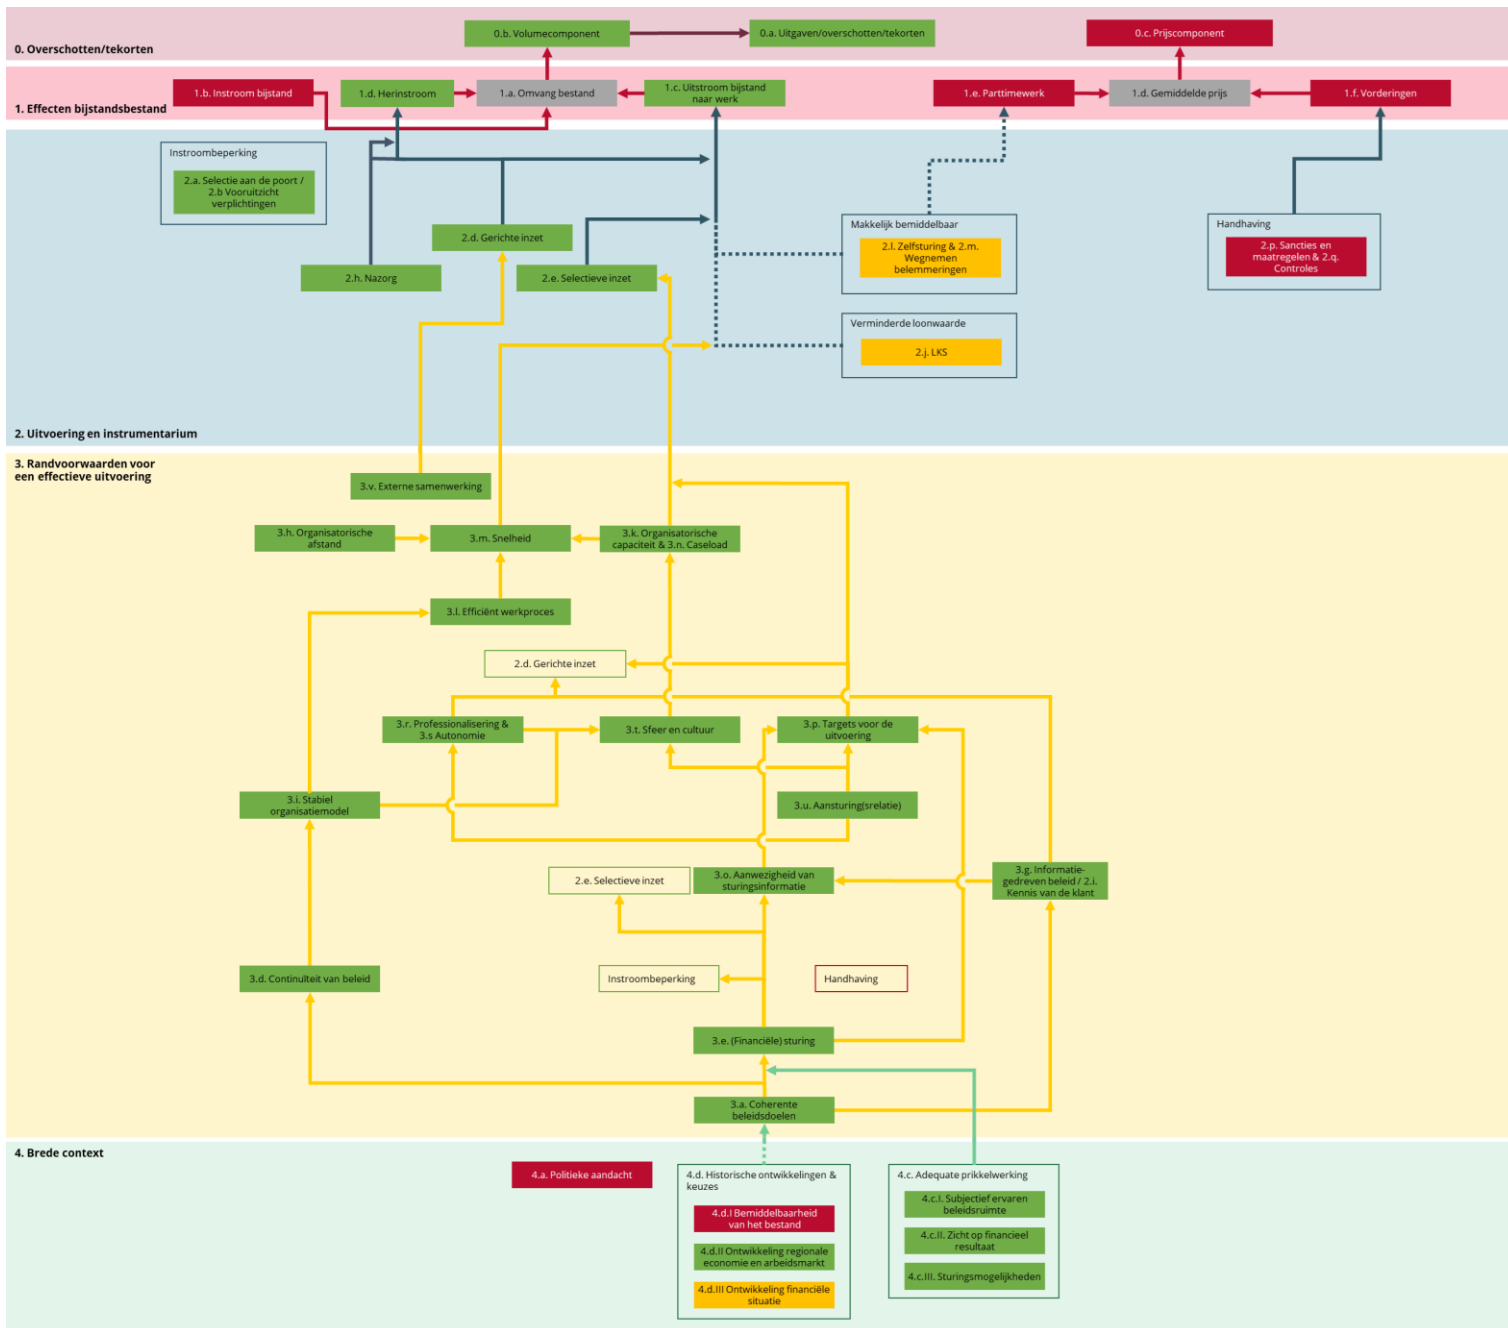 0.b. Volumecomponent
0.a. Uitgaven/overschotten/tekorten
0.c. Prijscomponent
0. Overschotten/tekorten
1.b. Instroom bijstand
1.d. Herinstroom
1.a. Omvang bestand
1.c. Uitstroom bijstand
naar werk
1.e. Parttimewerk
1.d. Gemiddelde prijs
1.f. Vorderingen
1. Effecten bijstandsbestand
Instroombeperking
2.a. Selectie aan de poort /
2.b Vooruitzicht
verplichtingen
2.d. Gerichte inzet
2.h. Nazorg
2.e. Selectieve inzet
Makkelijk bemiddelbaar
2.l. Zelfsturing & 2.m.
Wegnemen
belemmeringen
Handhaving
2.p. Sancties en
maatregelen & 2.q.
Controles
Verminderde loonwaarde
2.j. LKS
2. Uitvoering en instrumentarium
3. Randvoorwaarden voor
een effectieve uitvoering
3.v. Externe samenwerking
3.h. Organisatorische
afstand
3.m. Snelheid
3.k. Organisatorische
capaciteit & 3.n. Caseload
3.l. Efficiënt werkproces
2.d. Gerichte inzet
3.r. Professionalisering &
3.s Autonomie
3.t. Sfeer en cultuur
3.p. Targets voor de
uitvoering
3.i. Stabiel
organisatiemodel
3.u. Aansturing(srelatie)
2.e. Selectieve inzet
3.o. Aanwezigheid van
sturingsinformatie
3.g. Informatie-
gedreven beleid / 2.i.
Kennis van de klant
3.d. Continuïteit van beleid
Instroombeperking
Handhaving
3.e. (Financiële) sturing
3.a. Coherente
beleidsdoelen
4. Brede context
4.a. Politieke aandacht
4.d. Historische ontwikkelingen &
keuzes
4.d.I Bemiddelbaarheid
van het bestand
4.d.II Ontwikkeling regionale
economie en arbeidsmarkt
4.d.III Ontwikkeling financiële
situatie
4.c. Adequate prikkelwerking
4.c.I. Subjectief ervaren
beleidsruimte
4.c.II. Zicht op financieel
resultaat
4.c.III. Sturingsmogelijkheden